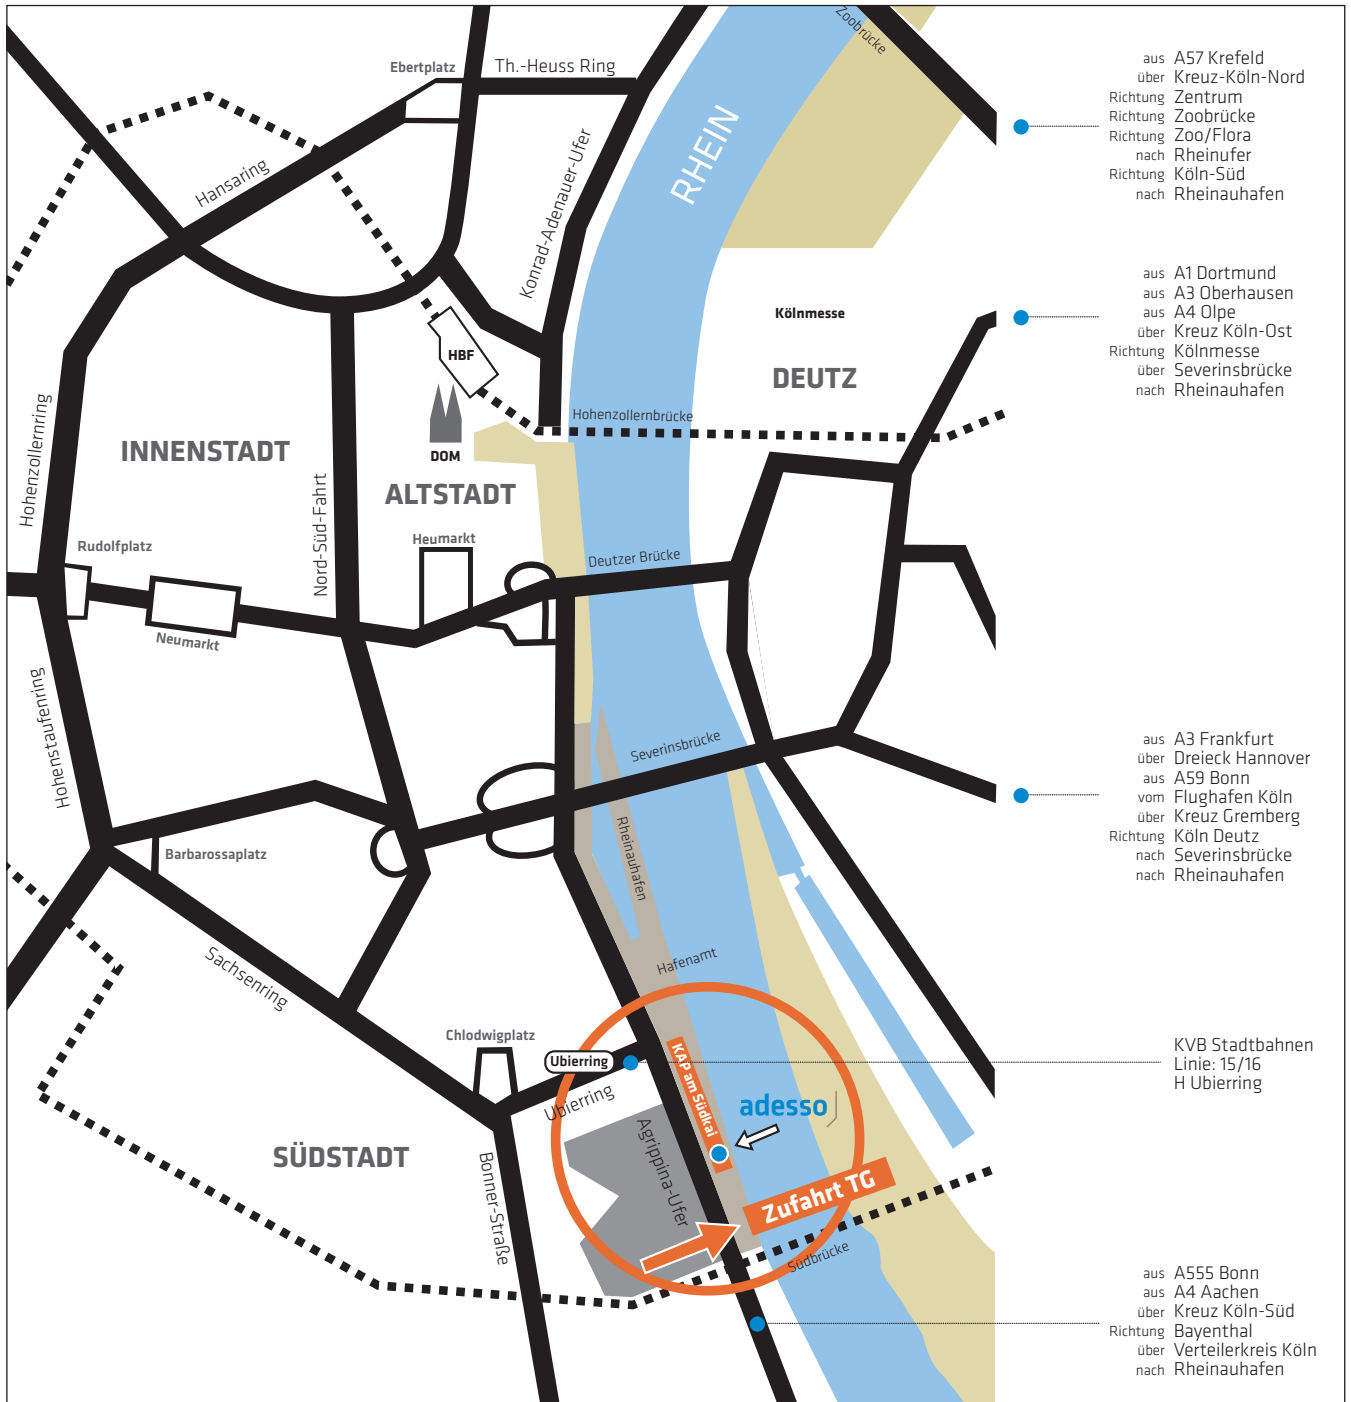 Zoobrücke
Ebertplatz
Th.-Heuss Ring
RHEIN
Hansaring
Konrad-Adenauer-Ufer
Kölnmesse
HBF
DEUTZ
Hohenzollernring
Hohenzollernbrücke
INNENSTADT
DOM
ALTSTADT
Nord-Süd-Fahrt
Heumarkt
Rudolfplatz
Deutzer Brücke
Neumarkt
Hohenstaufenring
Severinsbrücke
Rheinauhafen
Barbarossaplatz
Hafenamt
Sachsenring
Chlodwigplatz
Ubierring
Ubierring
KAP am Südkai
adesso
Agrippina-Ufer
SÜDSTADT
Bonner-Straße
Zufahrt TG
Südbrücke
aus A57 Krefeld
über Kreuz-Köln-Nord
Richtung Zentrum
Richtung Zoobrücke
Richtung Zoo/Flora
nach Rheinufer
Richtung Köln-Süd
nach Rheinauhafen
aus A1 Dortmund
aus A3 Oberhausen
aus A4 Olpe
über Kreuz Köln-Ost
Richtung Kölnmesse
über Severinsbrücke
nach Rheinauhafen
aus A3 Frankfurt
über Dreieck Hannover
aus A59 Bonn
vom Flughafen Köln
über Kreuz Gremberg
Richtung Köln Deutz
nach Severinsbrücke
nach Rheinauhafen
KVB Stadtbahnen
Linie: 15/16
H Ubierring
aus A555 Bonn
aus A4 Aachen
über Kreuz Köln-Süd
Richtung Bayenthal
über Verteilerkreis Köln
nach Rheinauhafen